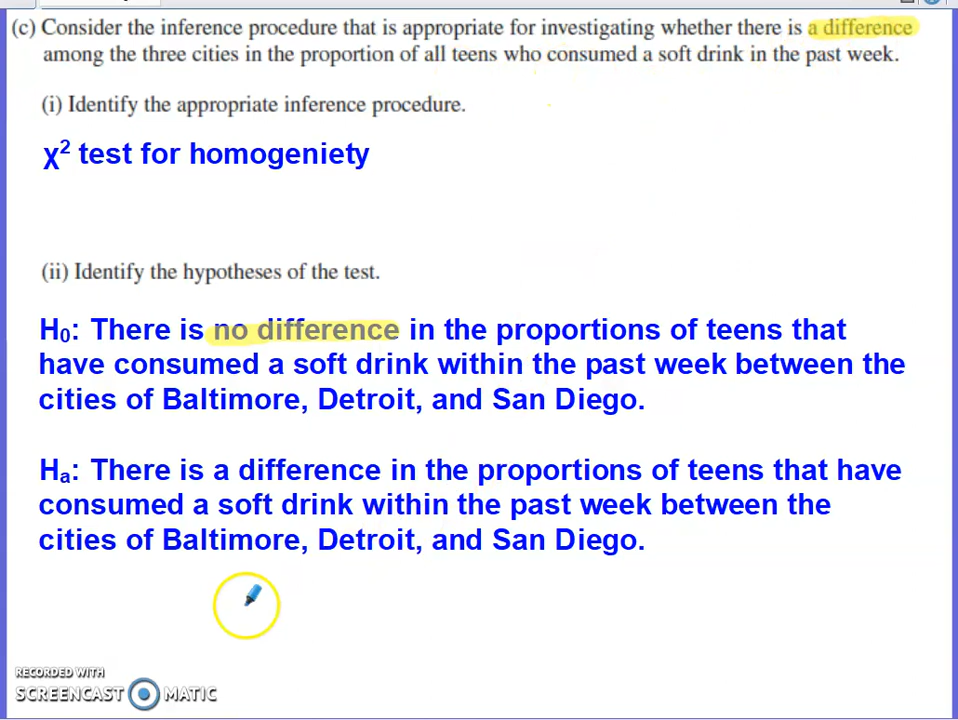 (c) Consider the inference procedure that is appropriate for investigating whether there is a difference
among the three cities in the proportion of all teens who consumed a soft drink in the past week.
(i) Identify the appropriate inference procedure.
χ² test for homogeniety
(ii) Identify the hypotheses of the test.
H₀: There is no difference in the proportions of teens that
have consumed a soft drink within the past week between the
cities of Baltimore, Detroit, and San Diego.
Hₐ: There is a difference in the proportions of teens that have
consumed a soft drink within the past week between the
cities of Baltimore, Detroit, and San Diego.
RECORDED WITH
SCREENCAST MATIC